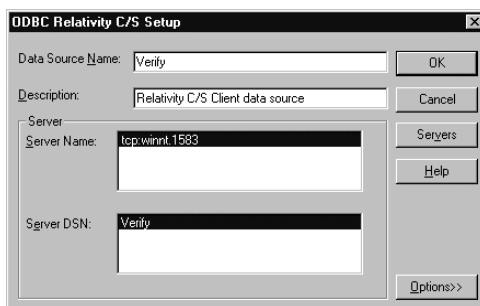 ODBC Relativity C/S Setup
Data Source Name: Verify
OK
Description: Relativity C/S Client data source
Cancel
Server
Server Name: tcp:winnt.1583
Servers
Help
Server DSN: Verify
Options>>